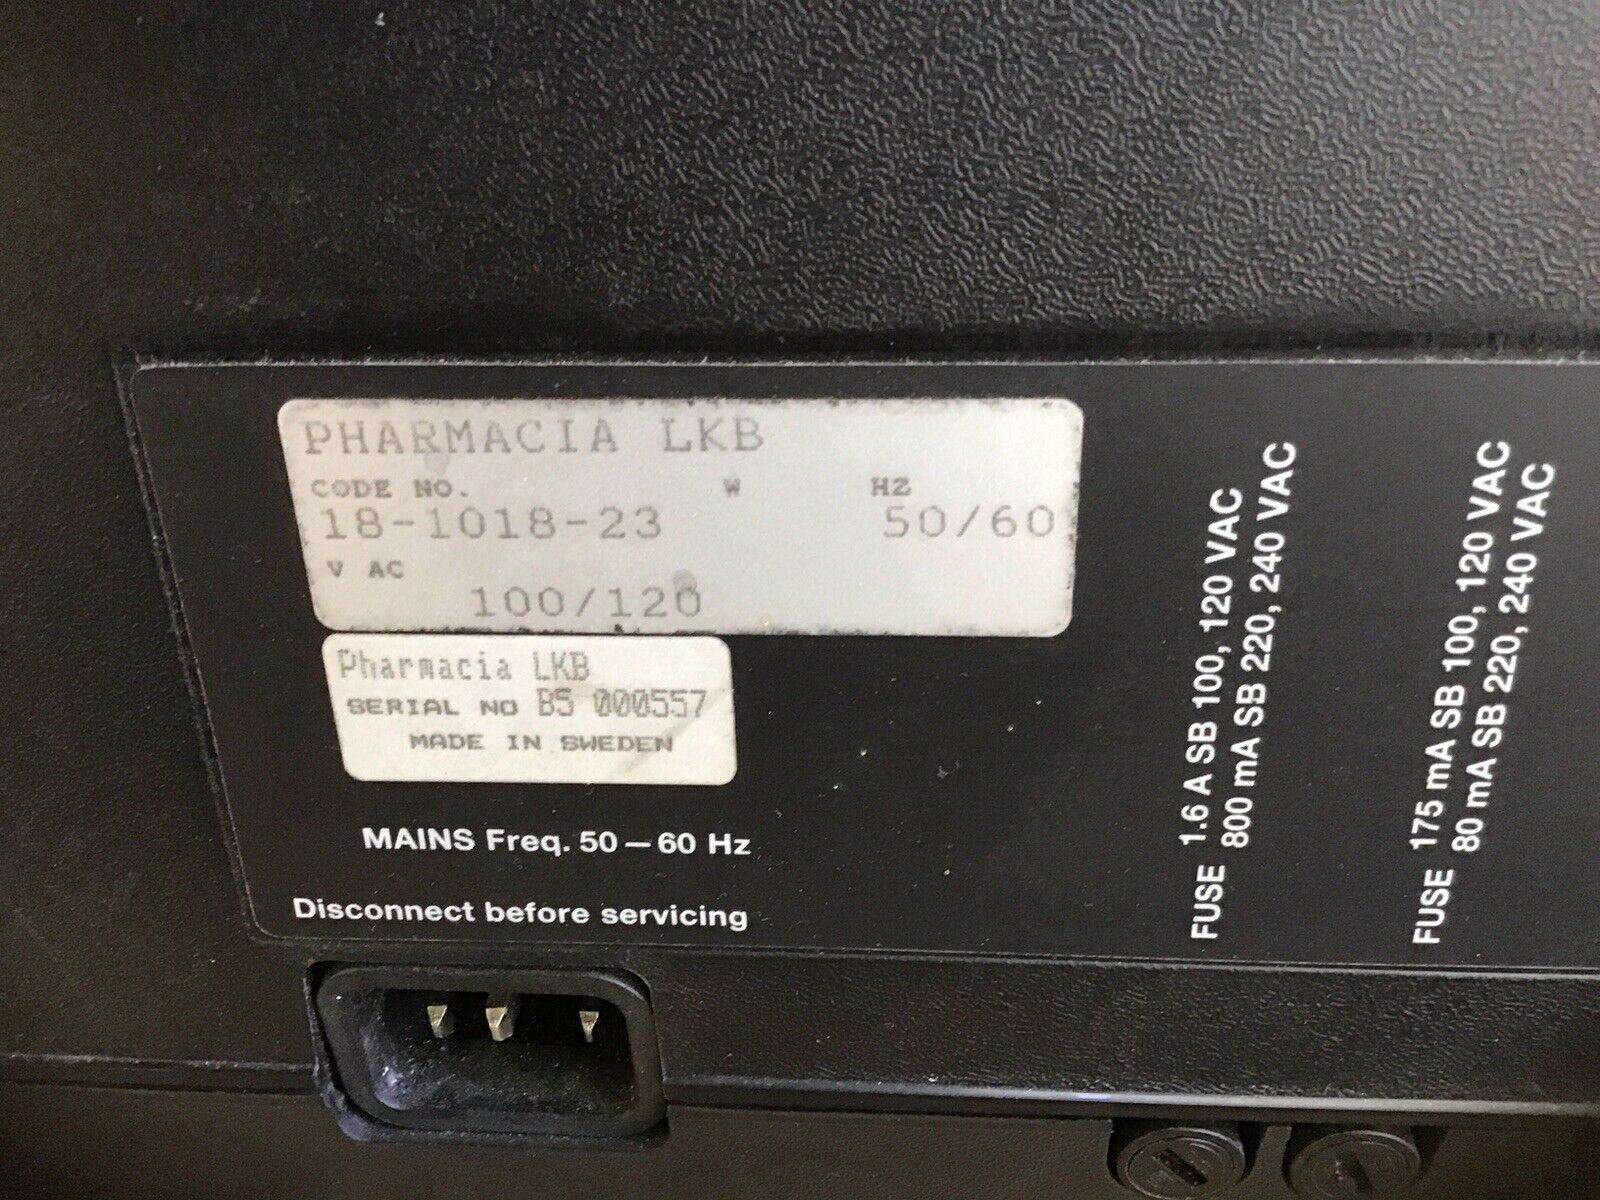 PHARMACIA LKB
CODE NO. W HZ
18-1018-23 50/60
V AC
100/120
Pharmacia LKB
SERIAL NO B5 000557
MADE IN SWEDEN
MAINS Freq. 50 – 60 Hz
Disconnect before servicing
FUSE 1.6 A SB 100, 120 VAC
800 mA SB 220, 240 VAC
FUSE 175 mA SB 100, 120 VAC
80 mA SB 220, 240 VAC